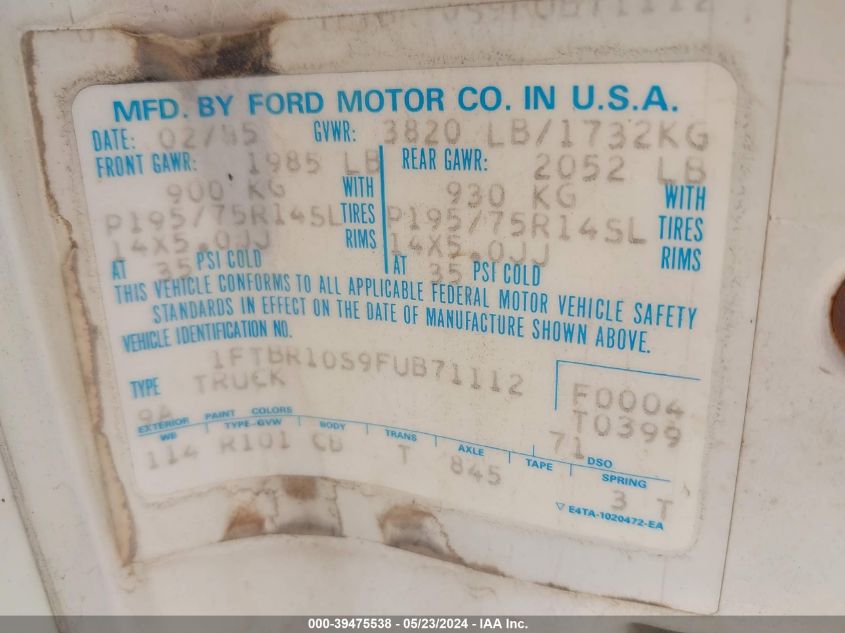 MFD. BY FORD MOTOR CO. IN U.S.A.
DATE: 02/85 GVWR: 3820 LB/1732KG
FRONT GAWR: 1985 LB REAR GAWR: 2052 LB
900 KG WITH 930 KG WITH
P195/75R14SL TIRES P195/75R14SL TIRES
14X5.0JJ RIMS 14X5.0JJ RIMS
AT 35 PSI COLD AT 35 PSI COLD
THIS VEHICLE CONFORMS TO ALL APPLICABLE FEDERAL MOTOR VEHICLE SAFETY
STANDARDS IN EFFECT ON THE DATE OF MANUFACTURE SHOWN ABOVE.
VEHICLE IDENTIFICATION NO.
1FTBR10S9FUB71112
TYPE TRUCK F0004
9A T0399
EXTERIOR PAINT COLORS 71 DSO
WB TYPE-GVW BODY TRANS AXLE TAPE SPRING
114 R101 CB T 845 3 T
▽ E4TA-1020472-EA
000-39475538 - 05/23/2024 - IAA Inc.